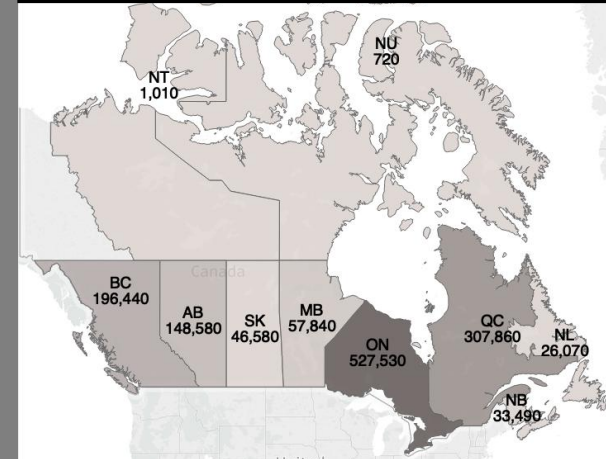 NU
720
NT
1,010
Canada
BC
196,440
AB
148,580
SK
46,580
MB
57,840
ON
527,530
QC
307,860
NL
26,070
NB
33,490